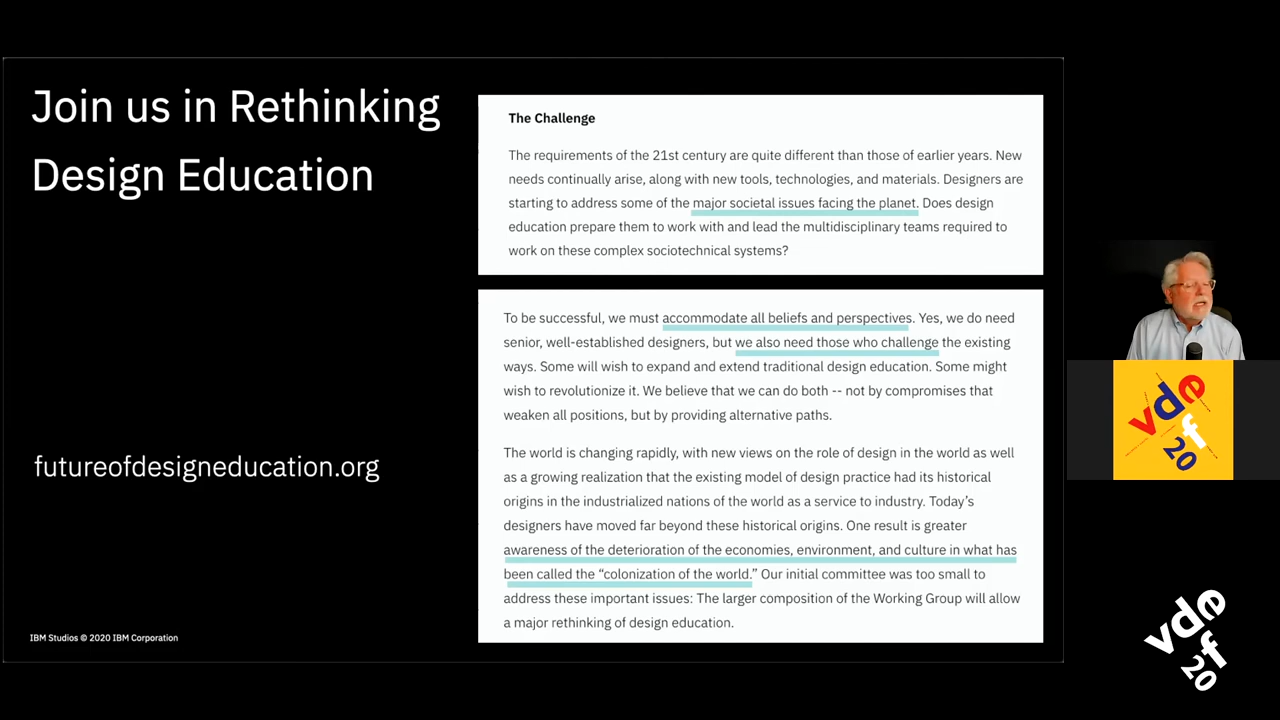 Join us in Rethinking
Design Education
futureofdesigneducation.org
IBM Studios © 2020 IBM Corporation
The Challenge
The requirements of the 21st century are quite different than those of earlier years. New
needs continually arise, along with new tools, technologies, and materials. Designers are
starting to address some of the major societal issues facing the planet. Does design
education prepare them to work with and lead the multidisciplinary teams required to
work on these complex sociotechnical systems?
To be successful, we must accommodate all beliefs and perspectives. Yes, we do need
senior, well-established designers, but we also need those who challenge the existing
ways. Some will wish to expand and extend traditional design education. Some might
wish to revolutionize it. We believe that we can do both -- not by compromises that
weaken all positions, but by providing alternative paths.
The world is changing rapidly, with new views on the role of design in the world as well
as a growing realization that the existing model of design practice had its historical
origins in the industrialized nations of the world as a service to industry. Today’s
designers have moved far beyond these historical origins. One result is greater
awareness of the deterioration of the economies, environment, and culture in what has
been called the “colonization of the world.” Our initial committee was too small to
address these important issues: The larger composition of the Working Group will allow
a major rethinking of design education.
vde
f
20
vde
f
20